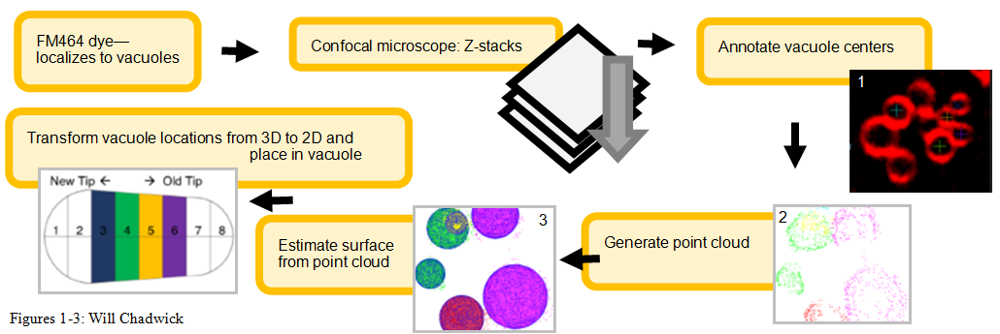 FM464 dye—
localizes to vacuoles
Confocal microscope: Z-stacks
Annotate vacuole centers
1
Generate point cloud
2
Estimate surface
from point cloud
3
Transform vacuole locations from 3D to 2D and
place in vacuole
New Tip ← → Old Tip
1 2 3 4 5 6 7 8
Figures 1-3: Will Chadwick